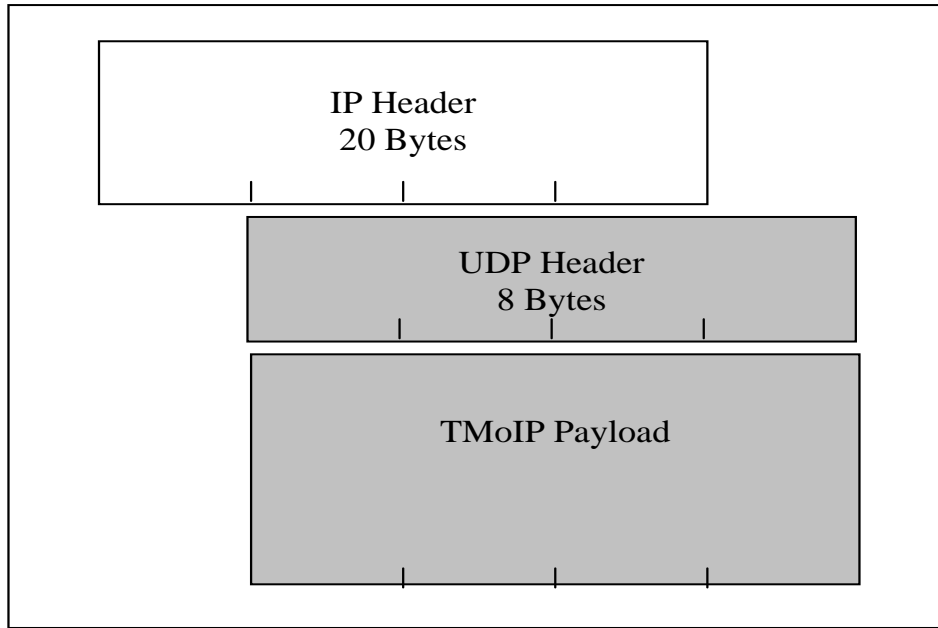 IP Header
20 Bytes
UDP Header
8 Bytes
TMoIP Payload